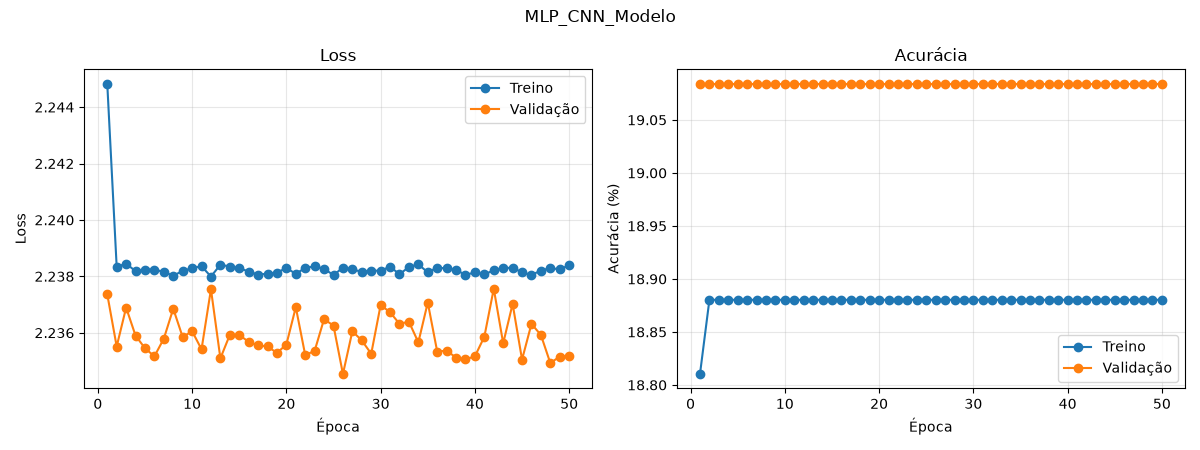 MLP_CNN_Modelo
Loss
Treino
Validação
2.244
2.242
2.240
2.238
2.236
Loss
0
10
20
30
40
50
Época
Acurácia
19.05
19.00
18.95
18.90
18.85
18.80
Acurácia (%)
Treino
Validação
0
10
20
30
40
50
Época